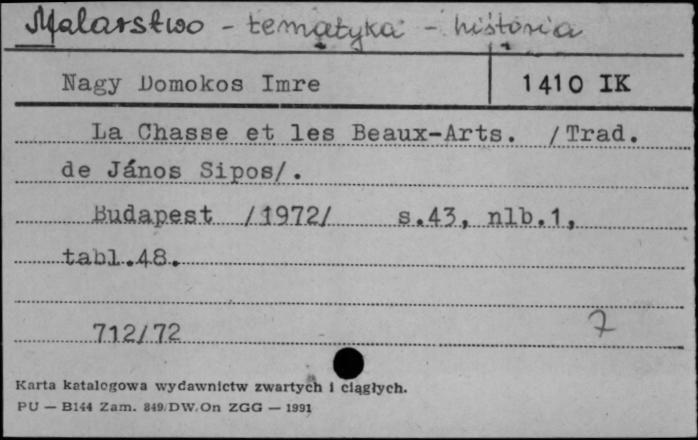 Malarstwo - tematyka - historia
Nagy Domokos Imre 1410 IK
La Chasse et les Beaux-Arts. /Trad.
de János Sipos/.
Budapest /1972/ s.43, nlb.1,
tabl.48.
712/72 7
Karta katalogowa wydawnictw zwartych i ciągłych.
PU — B144 Zam. 849/DW/On ZGG — 1991